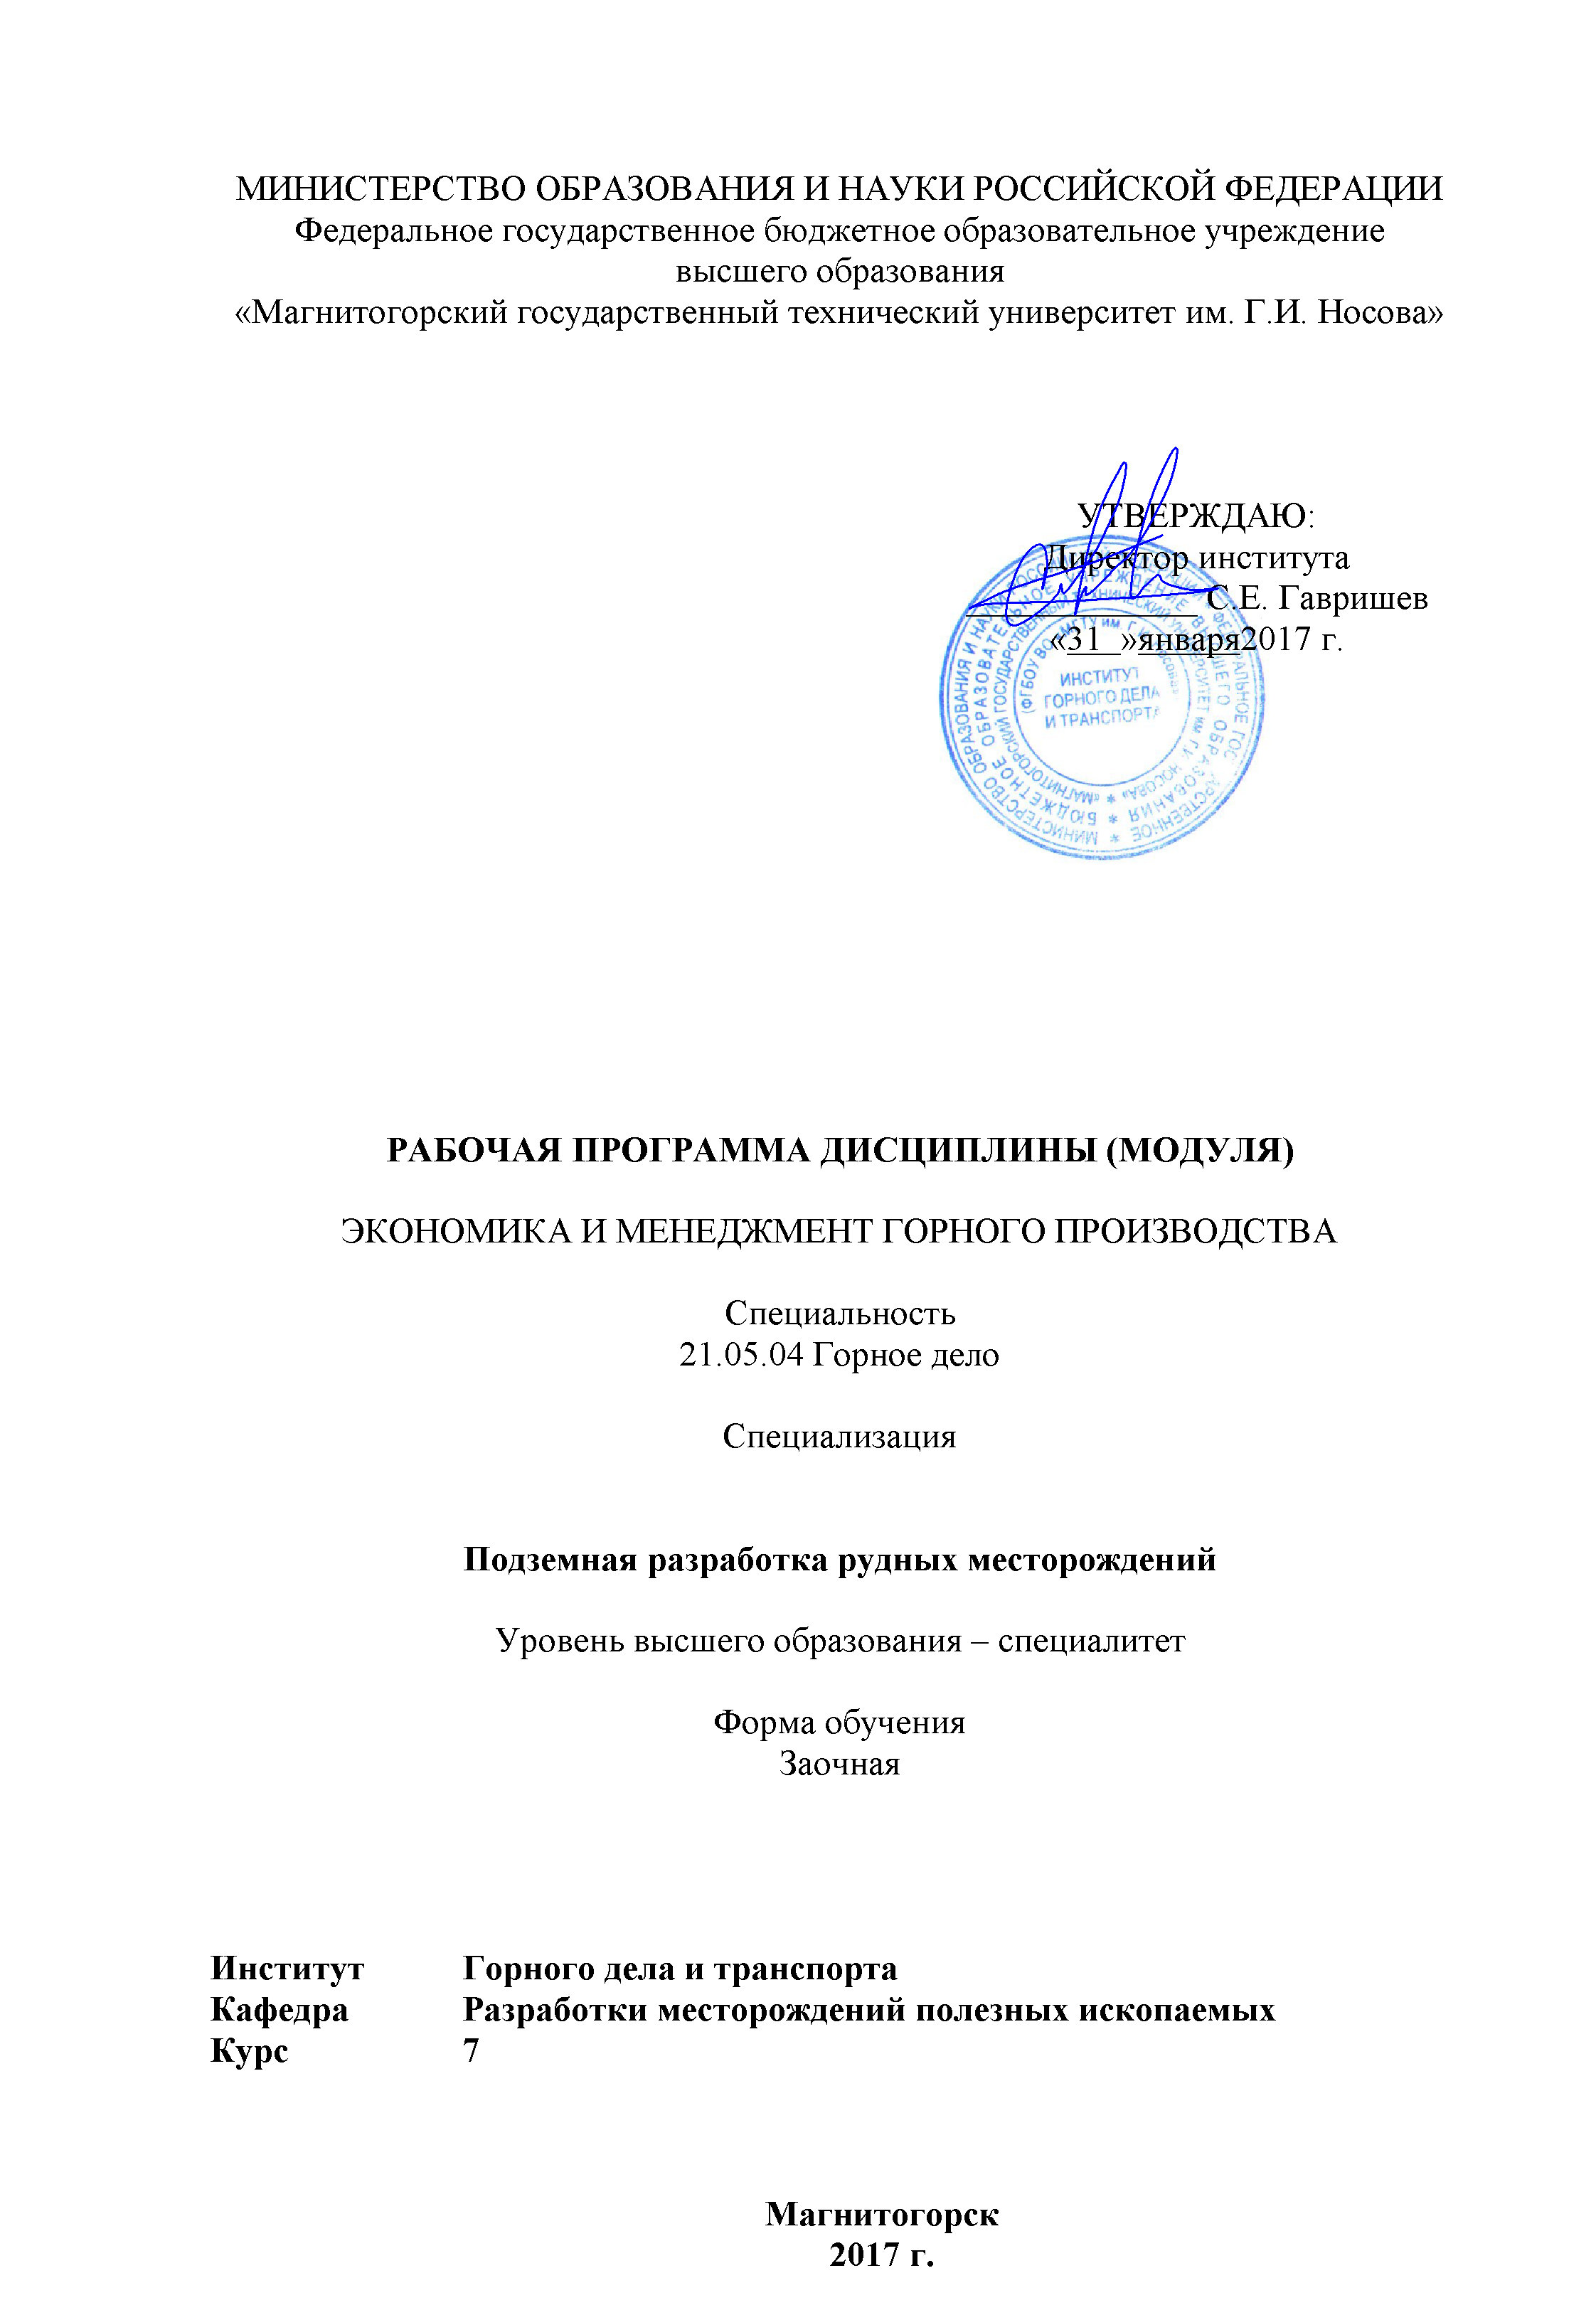 МИНИСТЕРСТВО ОБРАЗОВАНИЯ И НАУКИ РОССИЙСКОЙ ФЕДЕРАЦИИ
Федеральное государственное бюджетное образовательное учреждение
высшего образования
«Магнитогорский государственный технический университет им. Г.И. Носова»
УТВЕРЖДАЮ:
Директор института
_____________ С.Е. Гавришев
«31_»января2017 г.
ИНСТИТУТ
ГОРНОГО ДЕЛА
И ТРАНСПОРТА
РАБОЧАЯ ПРОГРАММА ДИСЦИПЛИНЫ (МОДУЛЯ)
ЭКОНОМИКА И МЕНЕДЖМЕНТ ГОРНОГО ПРОИЗВОДСТВА
Специальность
21.05.04 Горное дело
Специализация
Подземная разработка рудных месторождений
Уровень высшего образования – специалитет
Форма обучения
Заочная
Институт Горного дела и транспорта
Кафедра Разработки месторождений полезных ископаемых
Курс 7
Магнитогорск
2017 г.